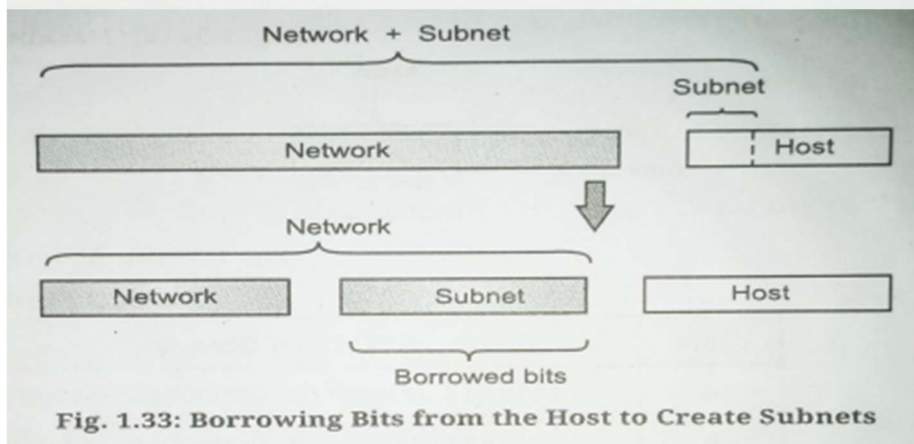 Network + Subnet
Subnet
Network
Host
Network
Network
Subnet
Host
Borrowed bits
Fig. 1.33: Borrowing Bits from the Host to Create Subnets